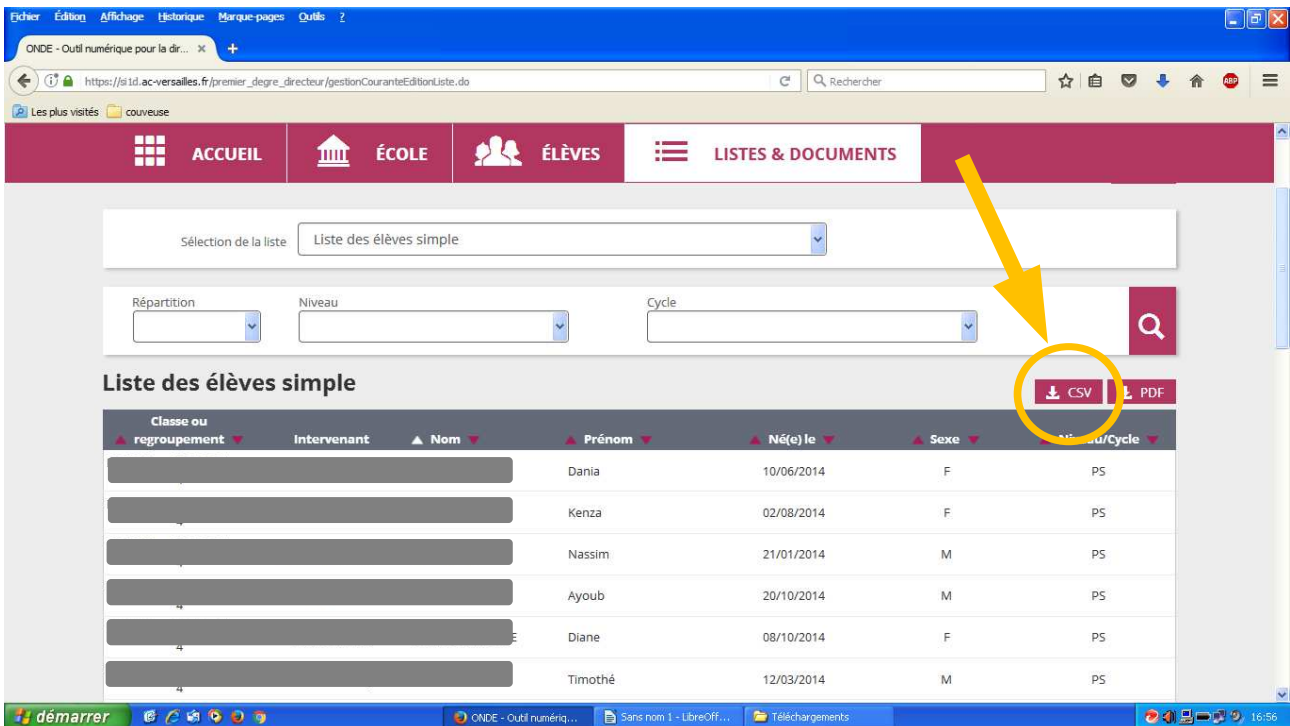 Fichier Édition Affichage Historique Marque-pages Outils ?
ONDE - Outil numérique pour la dir... × +
https://si1d.ac-versailles.fr/premier_degre_directeur/gestionCouranteEditionListe.do Rechercher ABP
Les plus visités couveuse
ACCUEIL ÉCOLE ÉLÈVES LISTES & DOCUMENTS
Sélection de la liste Liste des élèves simple
Répartition Niveau Cycle
Liste des élèves simple
CSV PDF
Classe ou
regroupement Intervenant Nom Prénom Né(e) le Sexe Niveau/Cycle
Dania 10/06/2014 F PS
Kenza 02/08/2014 F PS
Nassim 21/01/2014 M PS
Ayoub 20/10/2014 M PS
Diane 08/10/2014 F PS
4
Timothé 12/03/2014 M PS
4
démarrer ONDE - Outil numériq... Sans nom 1 - LibreOff... Téléchargements 16:56